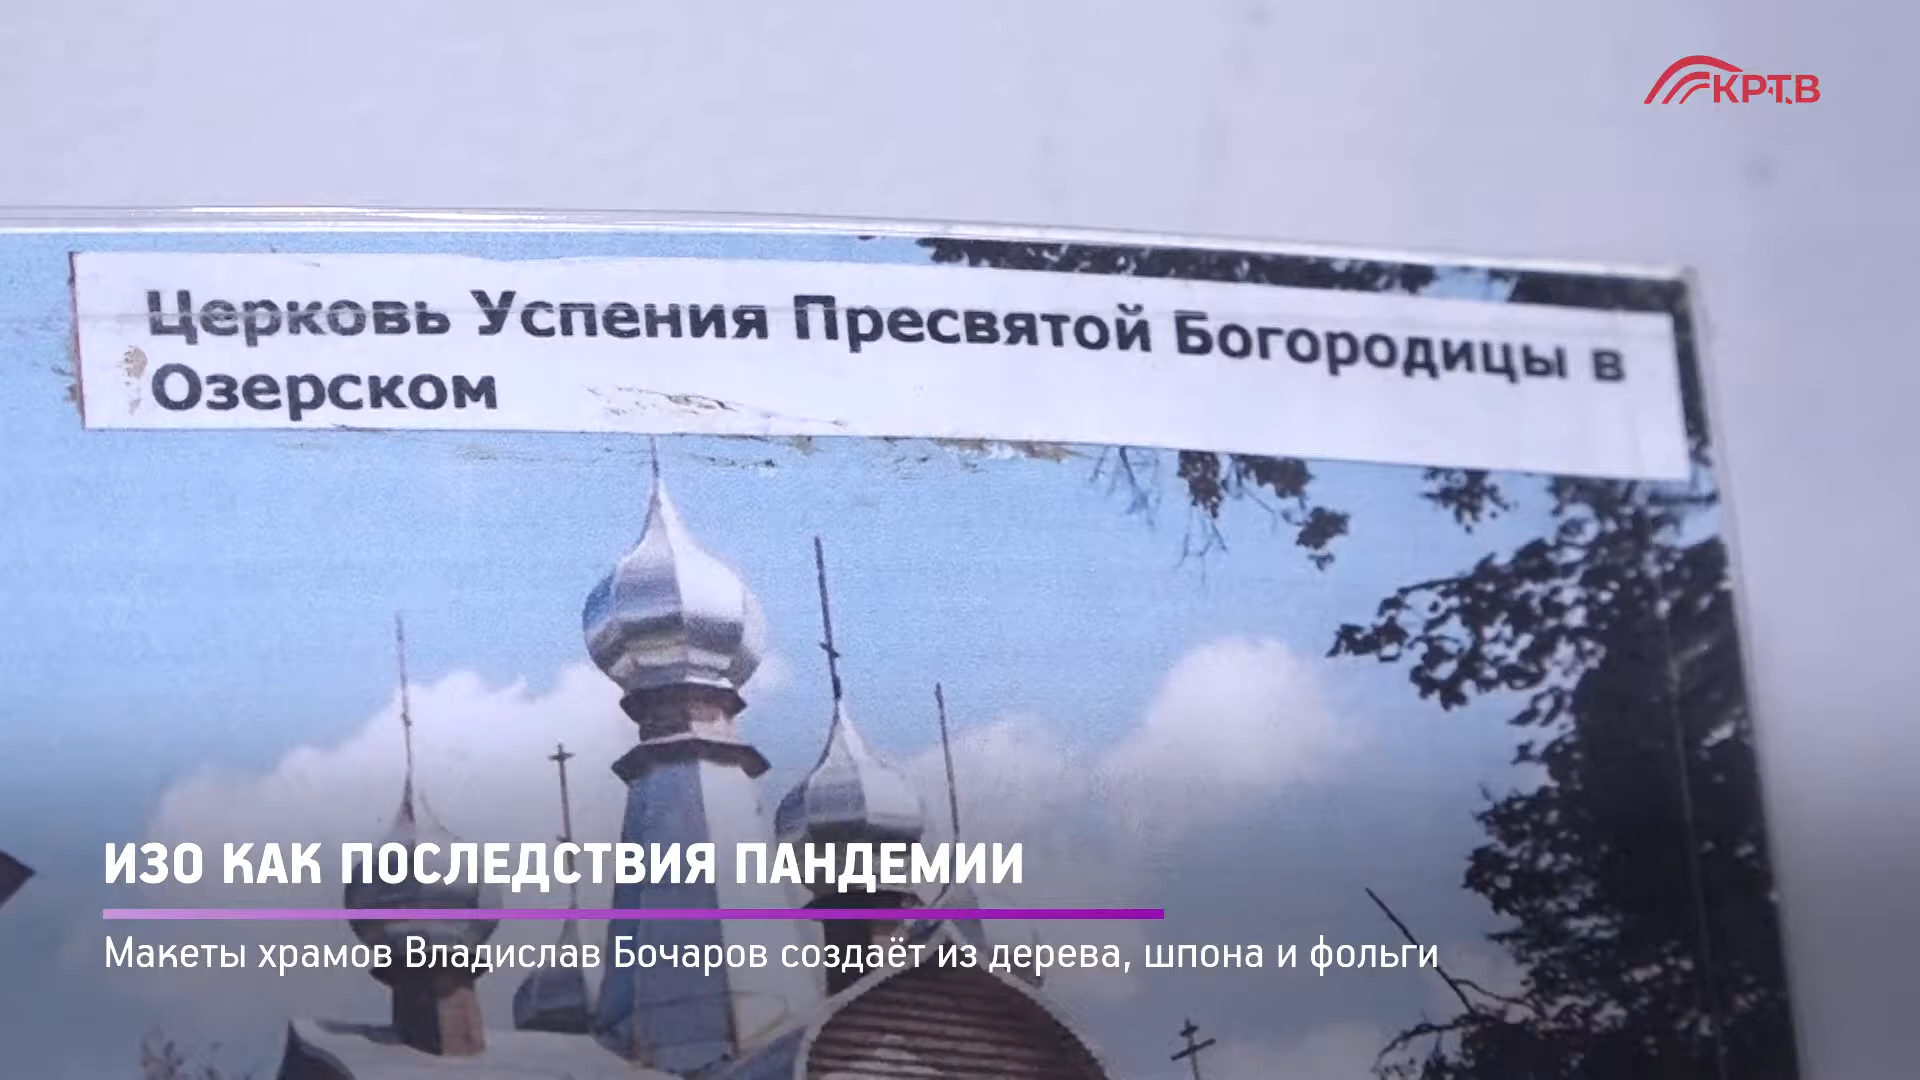 КРТВ
Церковь Успения Пресвятой Богородицы в
Озерском
ИЗО КАК ПОСЛЕДСТВИЯ ПАНДЕМИИ
Макеты храмов Владислав Бочаров создаёт из дерева, шпона и фольги